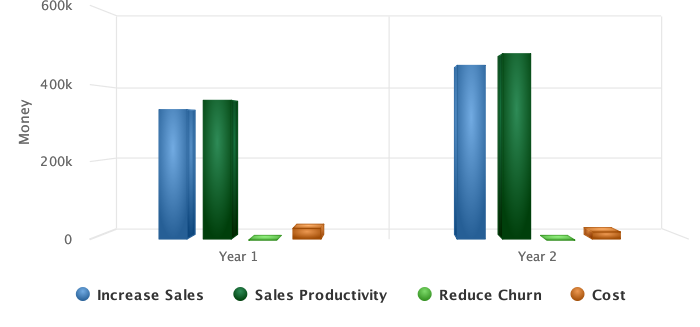 600k
400k
200k
0
Money
Year 1
Year 2
Increase Sales
Sales Productivity
Reduce Churn
Cost